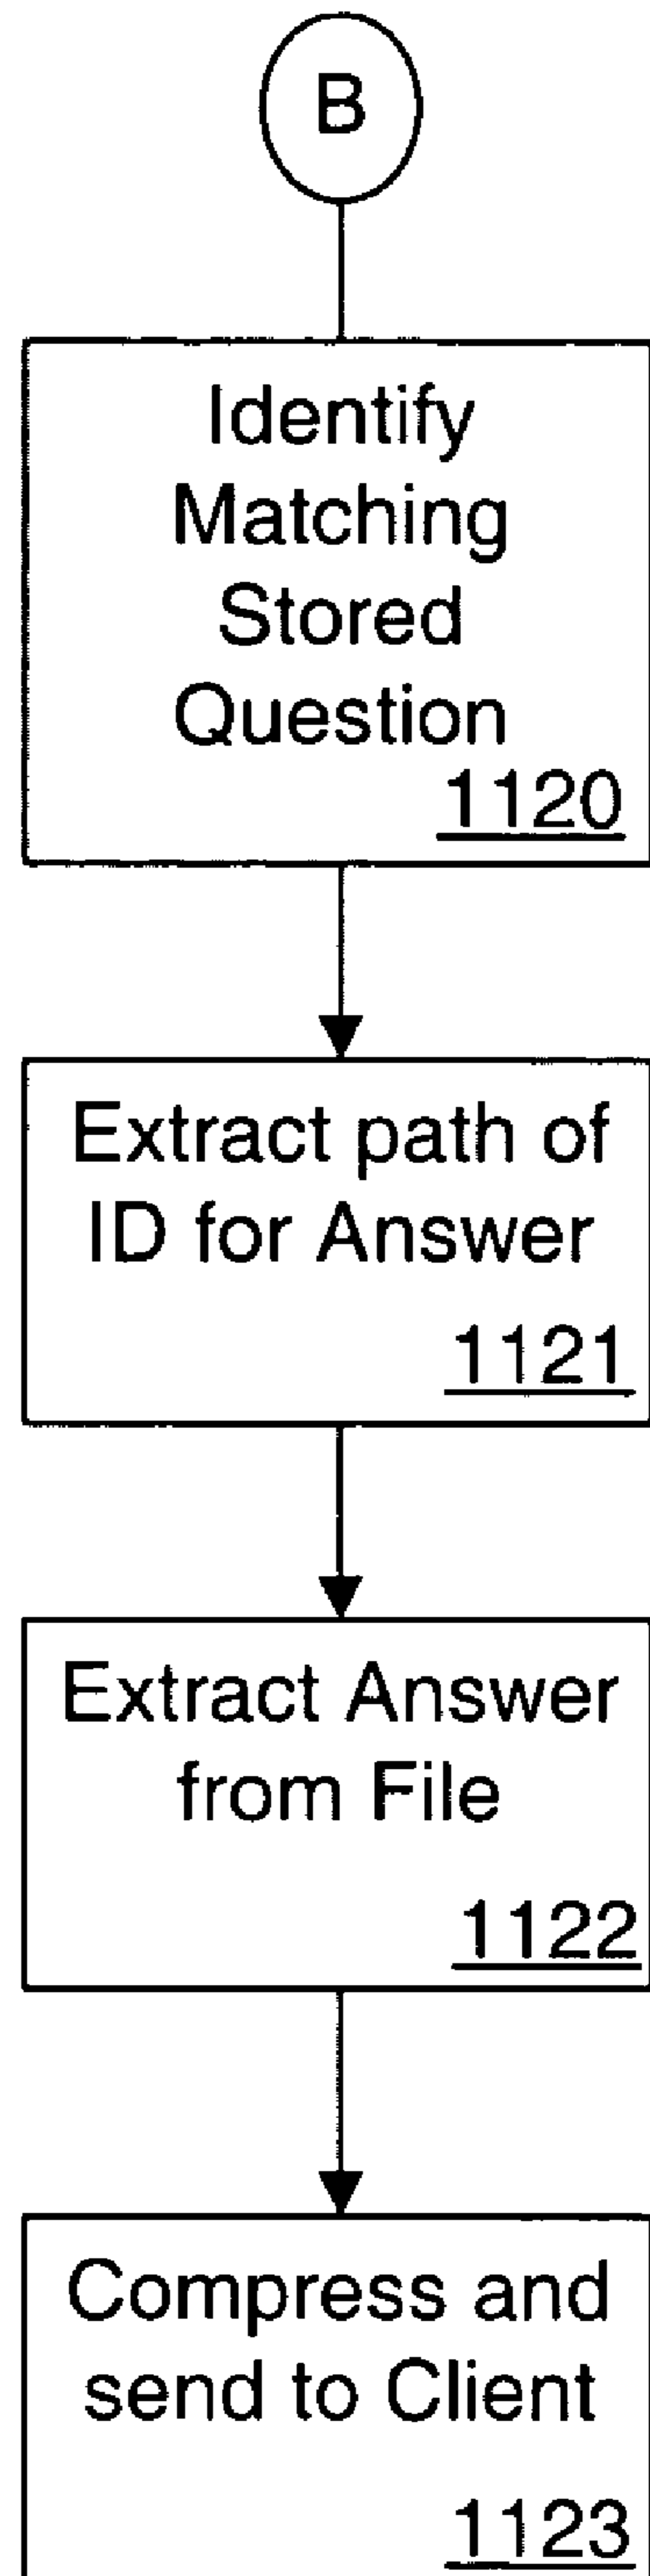 B
Identify
Matching
Stored
Question
1120
Extract path of
ID for Answer
1121
Extract Answer
from File
1122
Compress and
send to Client
1123